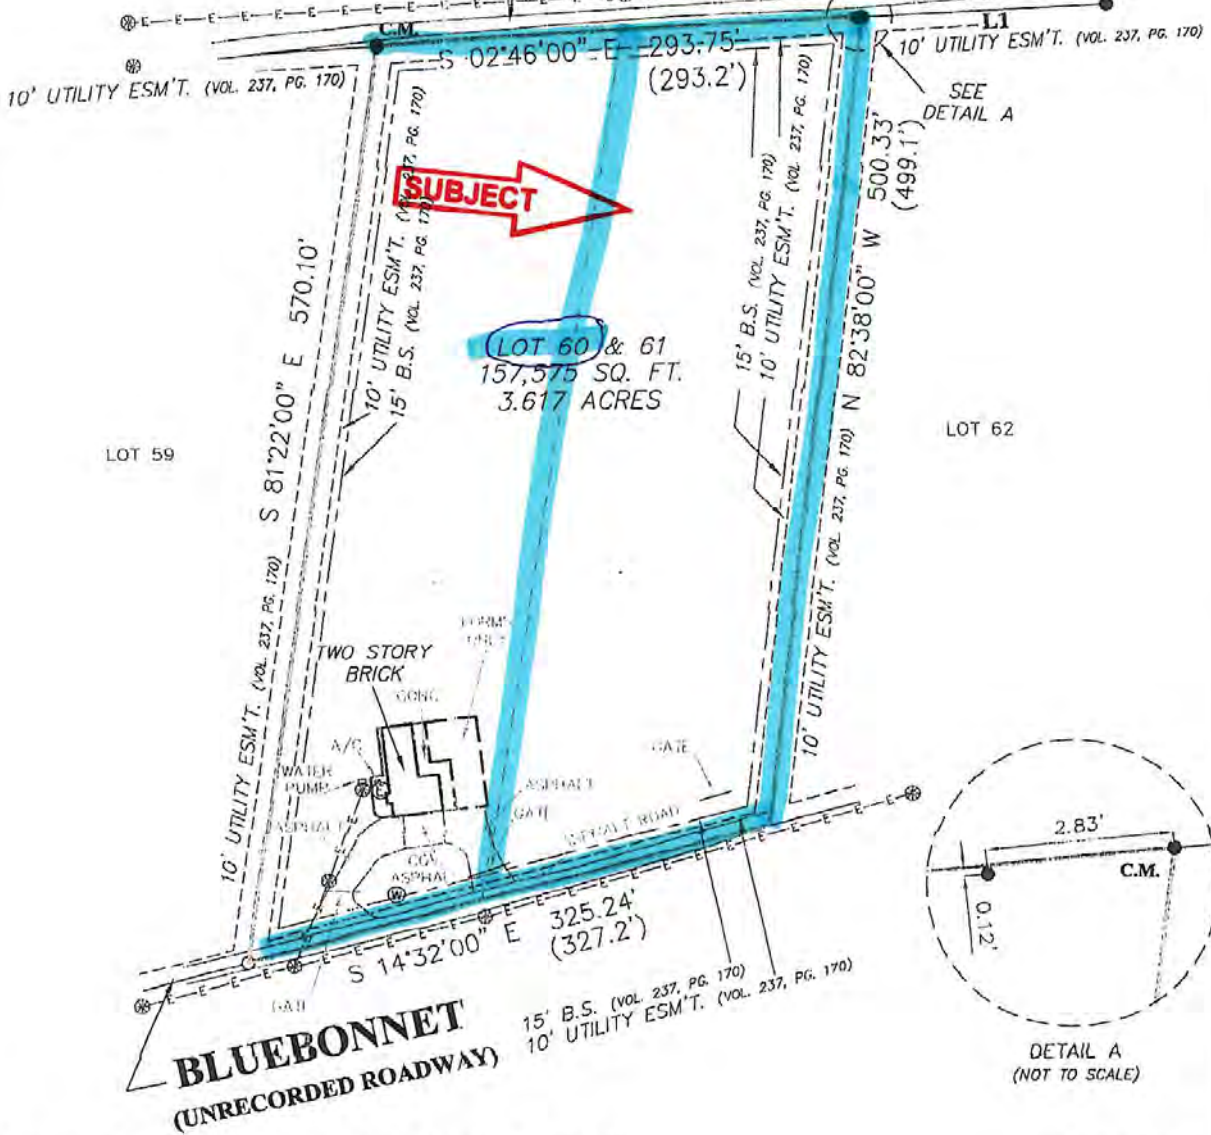 C.M.
L1
S 02°46'00" E 293.75'
(293.2')
10' UTILITY ESM'T. (VOL. 237, PG. 170)
10' UTILITY ESM'T. (VOL. 237, PG. 170)
SEE
DETAIL A
SUBJECT
10' UTILITY ESM'T. (VOL. 237, PG. 170)
15' B.S. (VOL. 237, PG. 170)
15' B.S. (VOL. 237, PG. 170)
10' UTILITY ESM'T. (VOL. 237, PG. 170)
N 82°38'00" W 500.33'
(499.1')
S 81°22'00" E 570.10'
LOT 60 & 61
157,575 SQ. FT.
3.617 ACRES
LOT 59
LOT 62
10' UTILITY ESM'T. (VOL. 237, PG. 170)
10' UTILITY ESM'T. (VOL. 237, PG. 170)
TWO STORY
BRICK
CONC
A/C
WATER
PUMP
ASPHALT
GATE
ASPHALT
GATE
ASPHALT ROAD
COV.
ASPHALT
W
S 14°32'00" E 325.24'
(327.2')
GATE
15' B.S. (VOL. 237, PG. 170)
10' UTILITY ESM'T. (VOL. 237, PG. 170)
BLUEBONNET
(UNRECORDED ROADWAY)
2.83'
C.M.
0.12'
DETAIL A
(NOT TO SCALE)